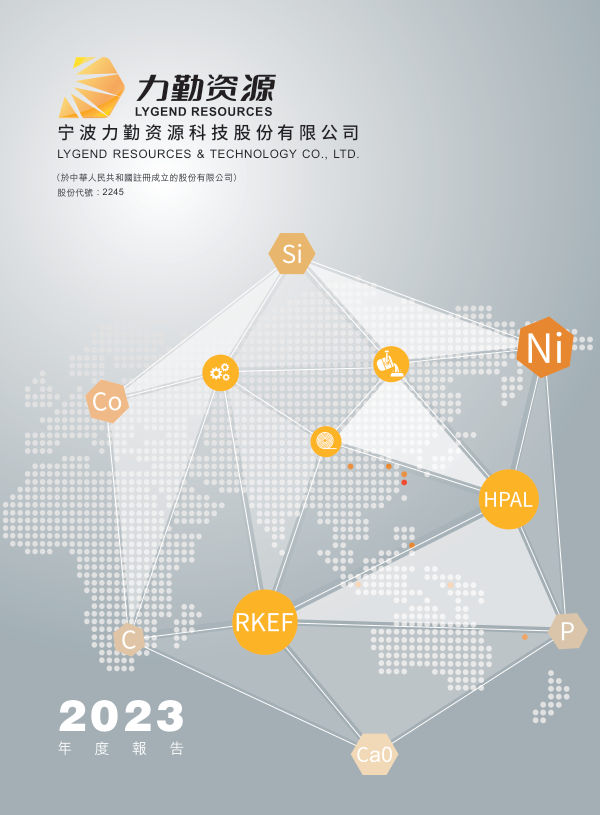 力勤资源
LYGEND RESOURCES
宁波力勤资源科技股份有限公司
LYGEND RESOURCES & TECHNOLOGY CO., LTD.
(於中華人民共和國註冊成立的股份有限公司)
股份代號：2245
Si
Ni
Co
HPAL
RKEF
C
P
2023
年度報告
Ca0